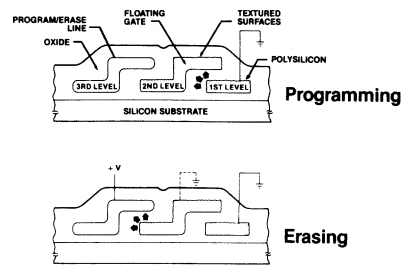 PROGRAM/ERASE
LINE
OXIDE
FLOATING
GATE
TEXTURED
SURFACES
POLYSILICON
3RD LEVEL
2ND LEVEL
1ST LEVEL
SILICON SUBSTRATE
Programming
+ V
Erasing